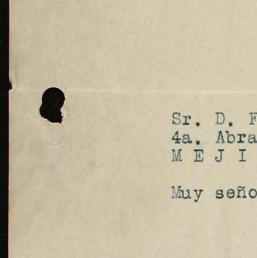 Sr. D. F
4a. Abra
M E J I
Muy seño